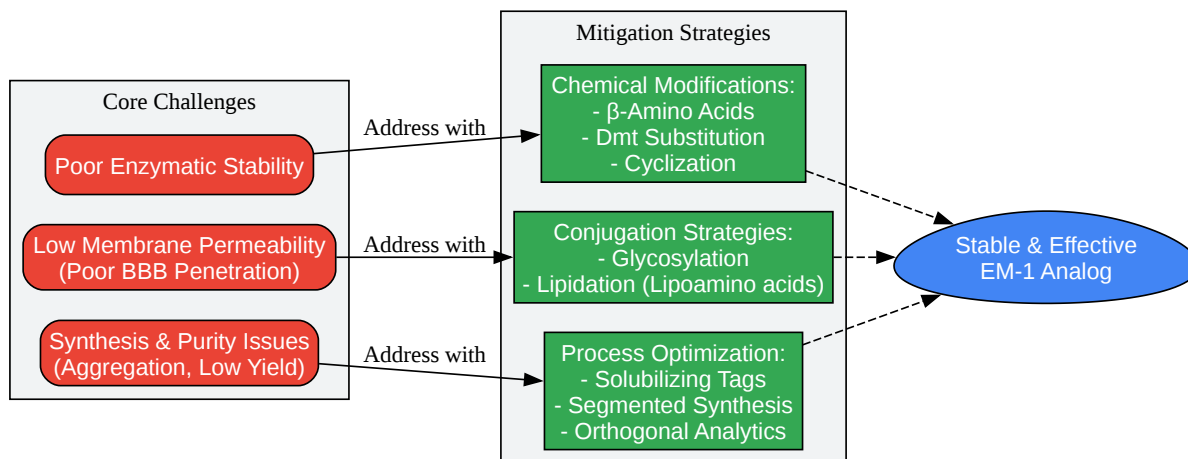 Core Challenges
Poor Enzymatic Stability
Low Membrane Permeability
(Poor BBB Penetration)
Synthesis & Purity Issues
(Aggregation, Low Yield)
Address with
Address with
Address with
Mitigation Strategies
Chemical Modifications:
- β-Amino Acids
- Dmt Substitution
- Cyclization
Conjugation Strategies:
- Glycosylation
- Lipidation (Lipoamino acids)
Process Optimization:
- Solubilizing Tags
- Segmented Synthesis
- Orthogonal Analytics
Stable & Effective
EM-1 Analog